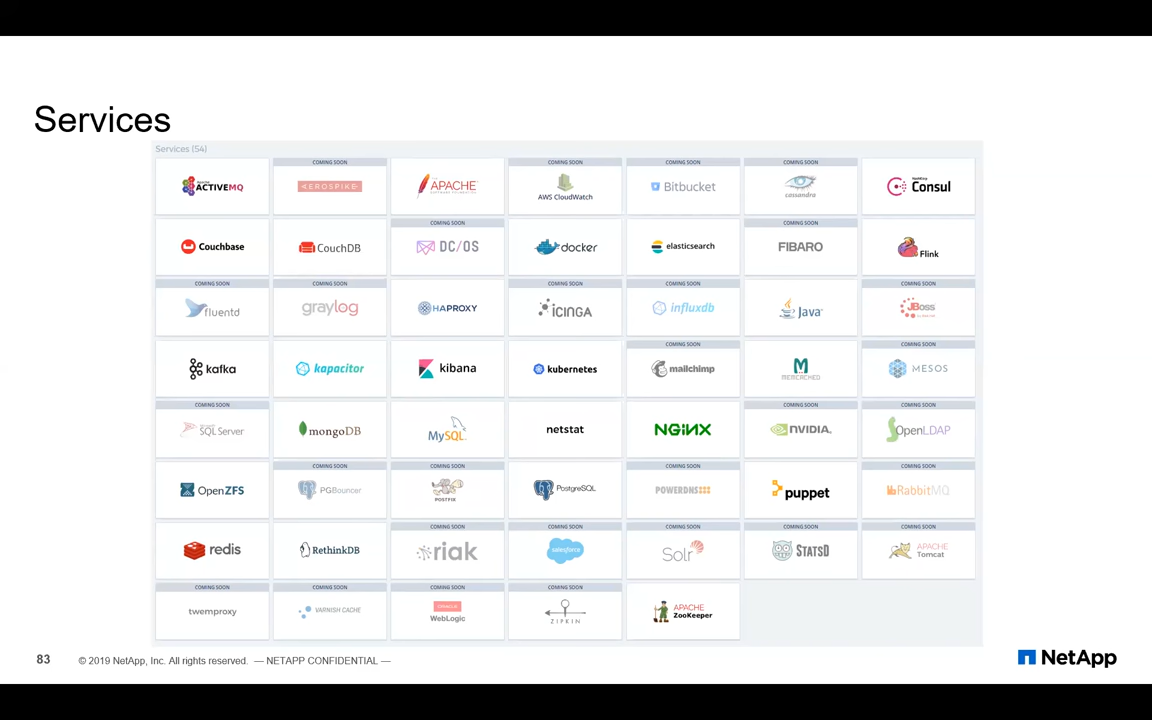 Services
Services (54)
COMING SOON COMING SOON COMING SOON COMING SOON
Apache ACTIVEMQ
AEROSPIKE
THE APACHE SOFTWARE FOUNDATION
AWS CloudWatch
Bitbucket
cassandra
HashiCorp Consul
COMING SOON COMING SOON
Couchbase
CouchDB
DC/OS
docker
elasticsearch
FIBARO
Flink
COMING SOON COMING SOON COMING SOON COMING SOON COMING SOON
fluentd
graylog
HAPROXY
iCINGA
influxdb
Java
JBoss
COMING SOON COMING SOON
kafka
kapacitor
kibana
kubernetes
mailchimp
MEMCACHED
MESOS
COMING SOON COMING SOON COMING SOON
SQL Server
mongoDB
MySQL
netstat
NGINX
NVIDIA.
OpenLDAP
COMING SOON COMING SOON COMING SOON COMING SOON
OpenZFS
PGBouncer
POSTFIX
PostgreSQL
POWERDNS
puppet
RabbitMQ
COMING SOON COMING SOON COMING SOON COMING SOON COMING SOON
redis
RethinkDB
riak
salesforce
Solr
STATSD
APACHE Tomcat
COMING SOON COMING SOON COMING SOON COMING SOON
twemproxy
VARNISH CACHE
ORACLE WebLogic
ZIPKIN
APACHE ZooKeeper
83 © 2019 NetApp, Inc. All rights reserved. — NETAPP CONFIDENTIAL —
NetApp